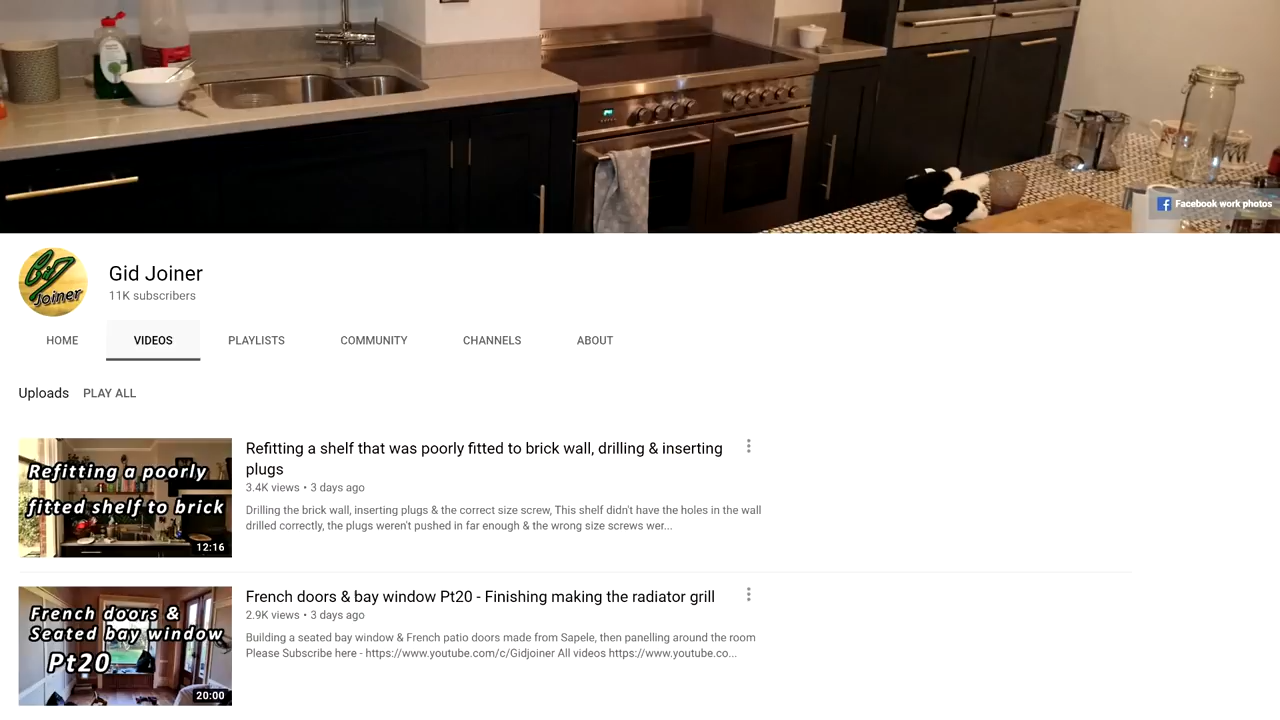 Facebook work photos
Gid
Joiner
Gid Joiner
11K subscribers
HOME VIDEOS PLAYLISTS COMMUNITY CHANNELS ABOUT
Uploads PLAY ALL
Refitting a poorly
fitted shelf to brick
12:16
Refitting a shelf that was poorly fitted to brick wall, drilling & inserting
plugs
3.4K views • 3 days ago
Drilling the brick wall, inserting plugs & the correct size screw, This shelf didn't have the holes in the wall
drilled correctly, the plugs weren't pushed in far enough & the wrong size screws wer...
French doors &
Seated bay window
Pt20
20:00
French doors & bay window Pt20 - Finishing making the radiator grill
2.9K views • 3 days ago
Building a seated bay window & French patio doors made from Sapele, then panelling around the room
Please Subscribe here - https://www.youtube.com/c/Gidjoiner All videos https://www.youtube.co...